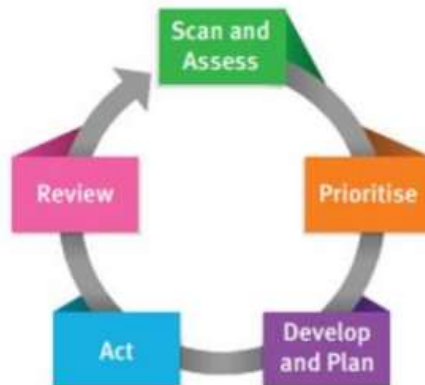 Scan and
Assess
Prioritise
Develop
and Plan
Act
Review